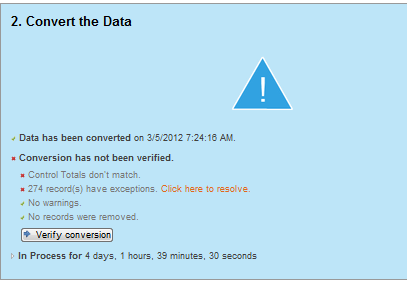 2. Convert the Data
!
Data has been converted on 3/5/2012 7:24:16 AM.
Conversion has not been verified.
Control Totals don't match.
274 record(s) have exceptions. Click here to resolve.
No warnings.
No records were removed.
Verify conversion
In Process for 4 days, 1 hours, 39 minutes, 30 seconds